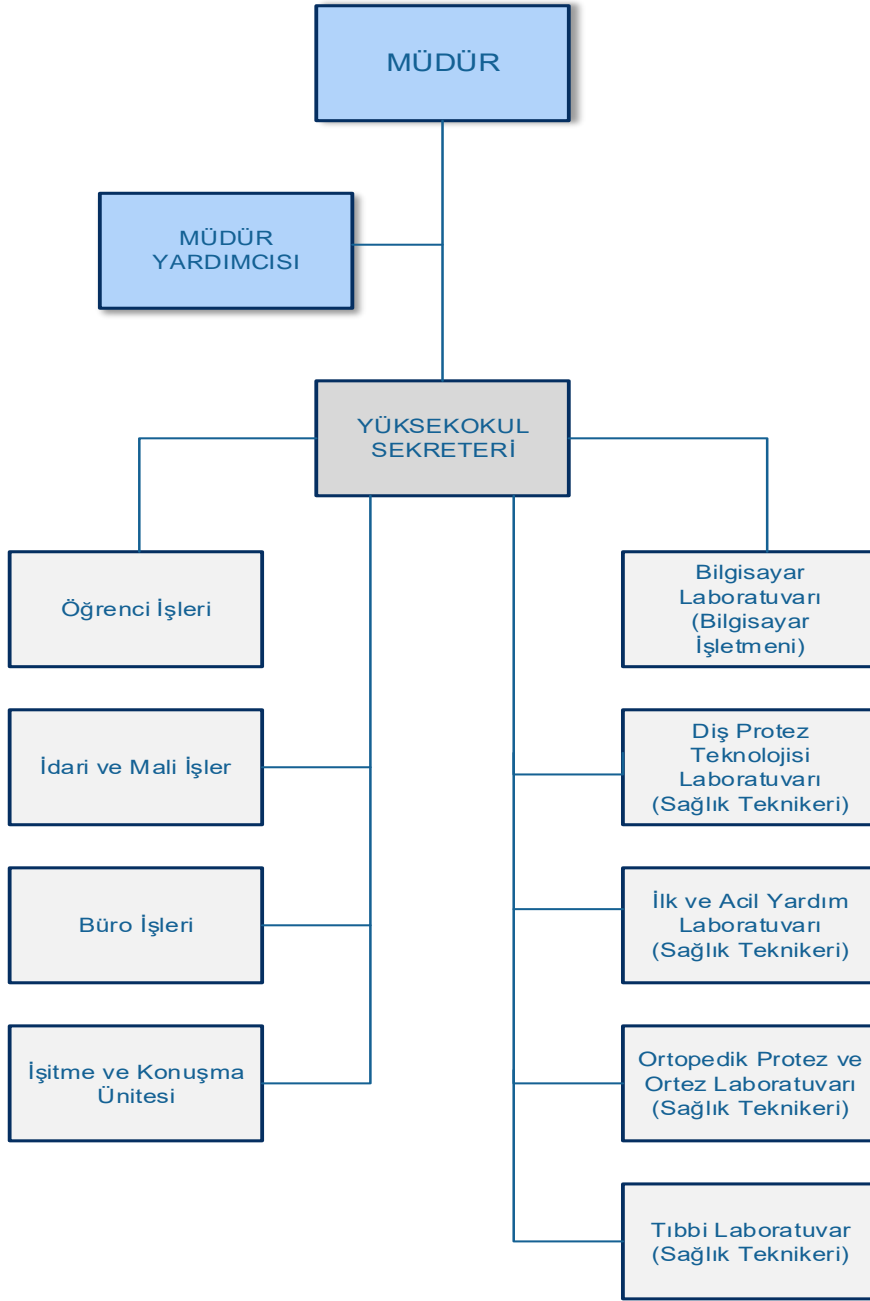 MÜDÜR
MÜDÜR
YARDIMCISI
YÜKSEKOKUL
SEKRETERİ
Öğrenci İşleri
İdari ve Mali İşler
Büro İşleri
İşitme ve Konuşma
Ünitesi
Bilgisayar
Laboratuvarı
(Bilgisayar
İşletmeni)
Diş Protez
Teknolojisi
Laboratuvarı
(Sağlık Teknikeri)
İlk ve Acil Yardım
Laboratuvarı
(Sağlık Teknikeri)
Ortopedik Protez ve
Ortez Laboratuvarı
(Sağlık Teknikeri)
Tıbbi Laboratuvar
(Sağlık Teknikeri)